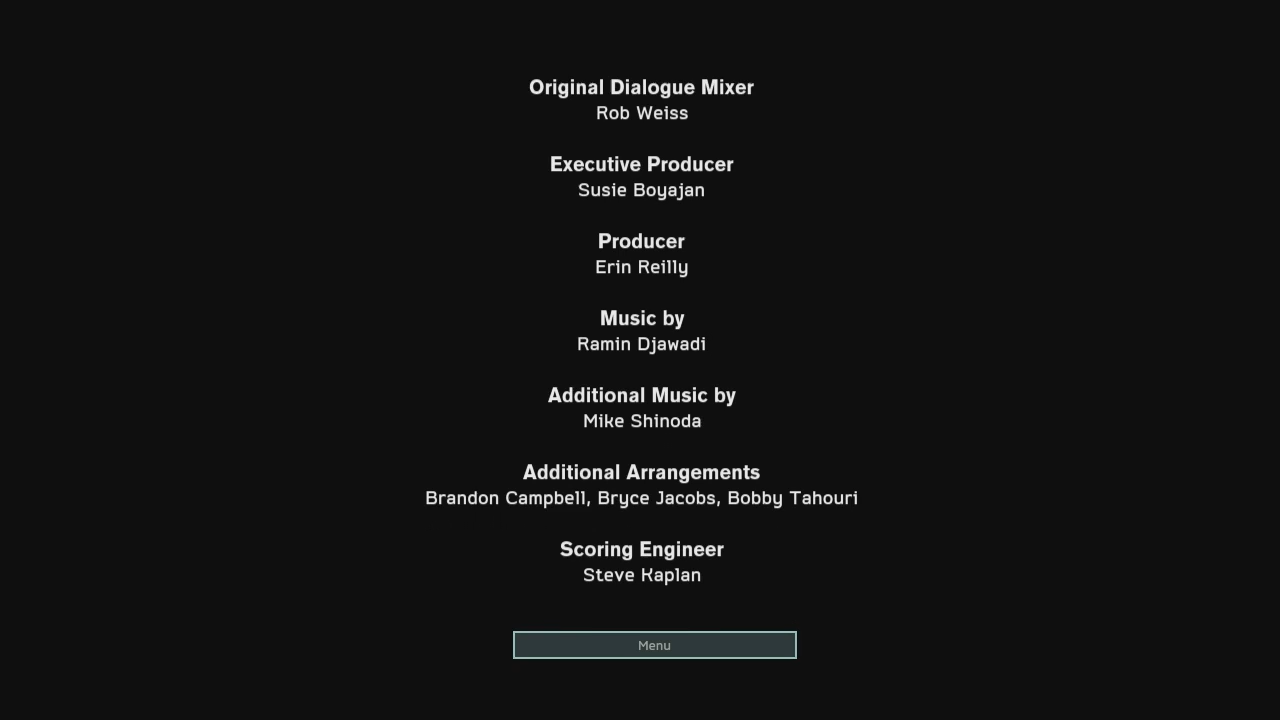 Original Dialogue Mixer
Rob Weiss
Executive Producer
Susie Boyajan
Producer
Erin Reilly
Music by
Ramin Djawadi
Additional Music by
Mike Shinoda
Additional Arrangements
Brandon Campbell, Bryce Jacobs, Bobby Tahouri
Scoring Engineer
Steve Kaplan
Menu